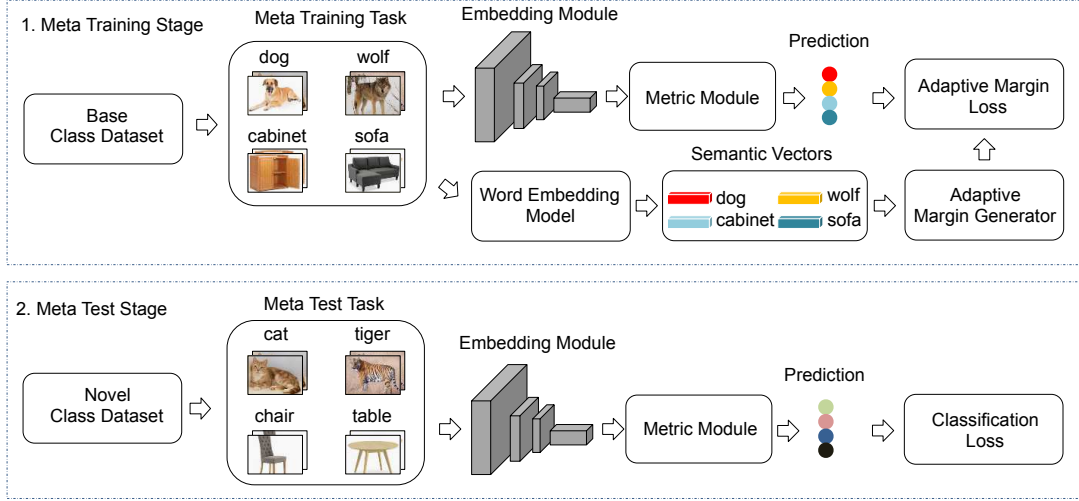 1. Meta Training Stage
Meta Training Task
Embedding Module
dog
wolf
cabinet
sofa
Base
Class Dataset
Metric Module
Prediction
Adaptive Margin
Loss
Word Embedding
Model
Semantic Vectors
dog
wolf
cabinet
sofa
Adaptive
Margin Generator
2. Meta Test Stage
Meta Test Task
Embedding Module
cat
tiger
chair
table
Novel
Class Dataset
Metric Module
Prediction
Classification
Loss